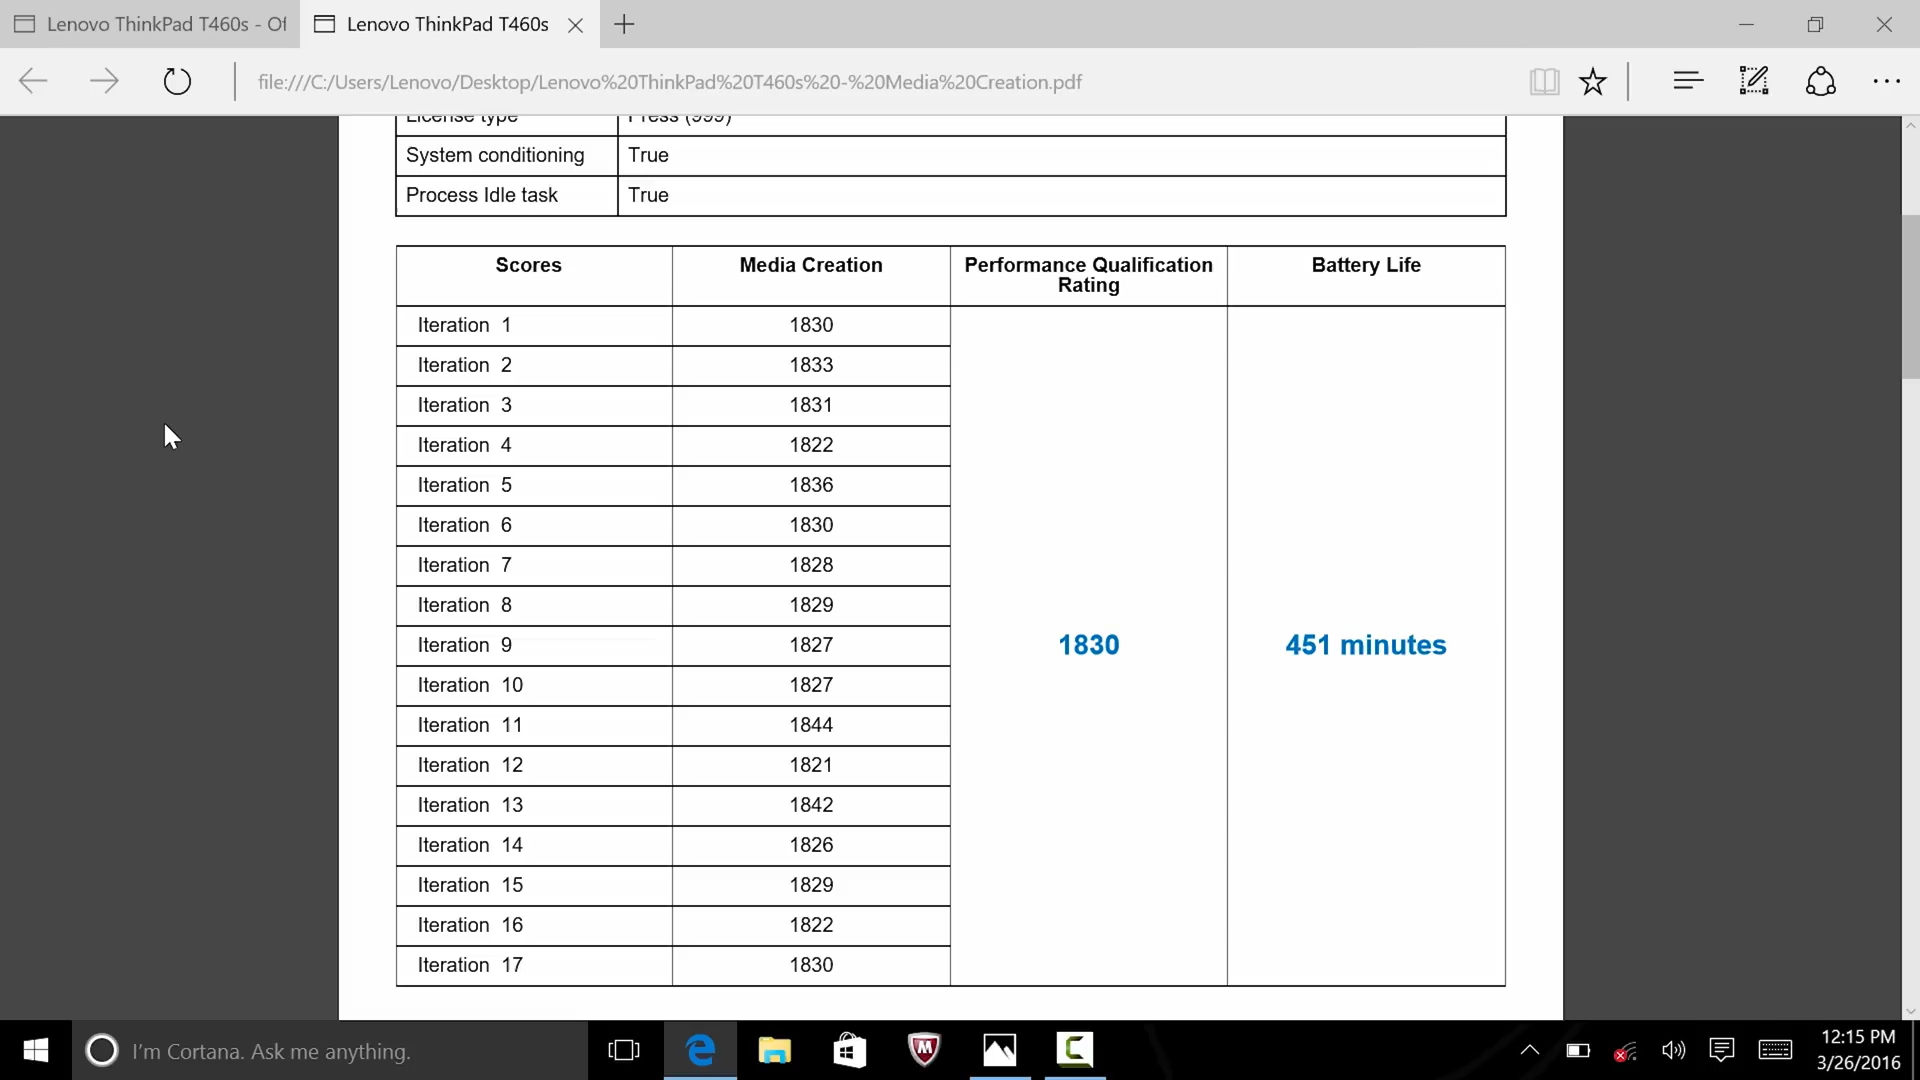 Lenovo ThinkPad T460s - Of
Lenovo ThinkPad T460s
file:///C:/Users/Lenovo/Desktop/Lenovo%20ThinkPad%20T460s%20-%20Media%20Creation.pdf
License type Press (999)
System conditioning True
Process Idle task True
Scores Media Creation Performance Qualification Rating Battery Life
Iteration 1 1830
Iteration 2 1833
Iteration 3 1831
Iteration 4 1822
Iteration 5 1836
Iteration 6 1830
Iteration 7 1828
Iteration 8 1829
Iteration 9 1827 1830 451 minutes
Iteration 10 1827
Iteration 11 1844
Iteration 12 1821
Iteration 13 1842
Iteration 14 1826
Iteration 15 1829
Iteration 16 1822
Iteration 17 1830
I'm Cortana. Ask me anything.
12:15 PM
3/26/2016